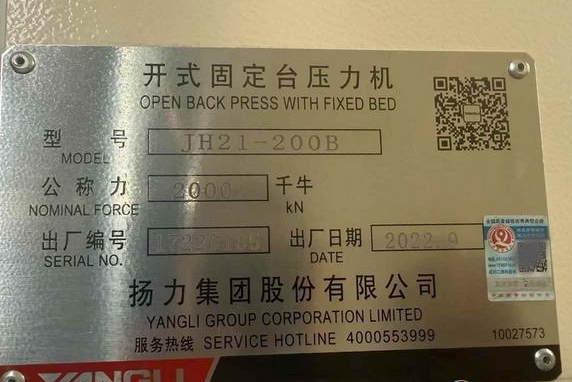 开式固定台压力机
OPEN BACK PRESS WITH FIXED BED
型 号 JH21-200B
MODEL
公称力 2000 千牛
NOMINAL FORCE kN
出厂编号 出厂日期 2022.9
SERIAL NO. DATE
扬力集团股份有限公司
YANGLI GROUP CORPORATION LIMITED
服务热线 SERVICE HOTLINE 4000553999
10027573
YANGLI